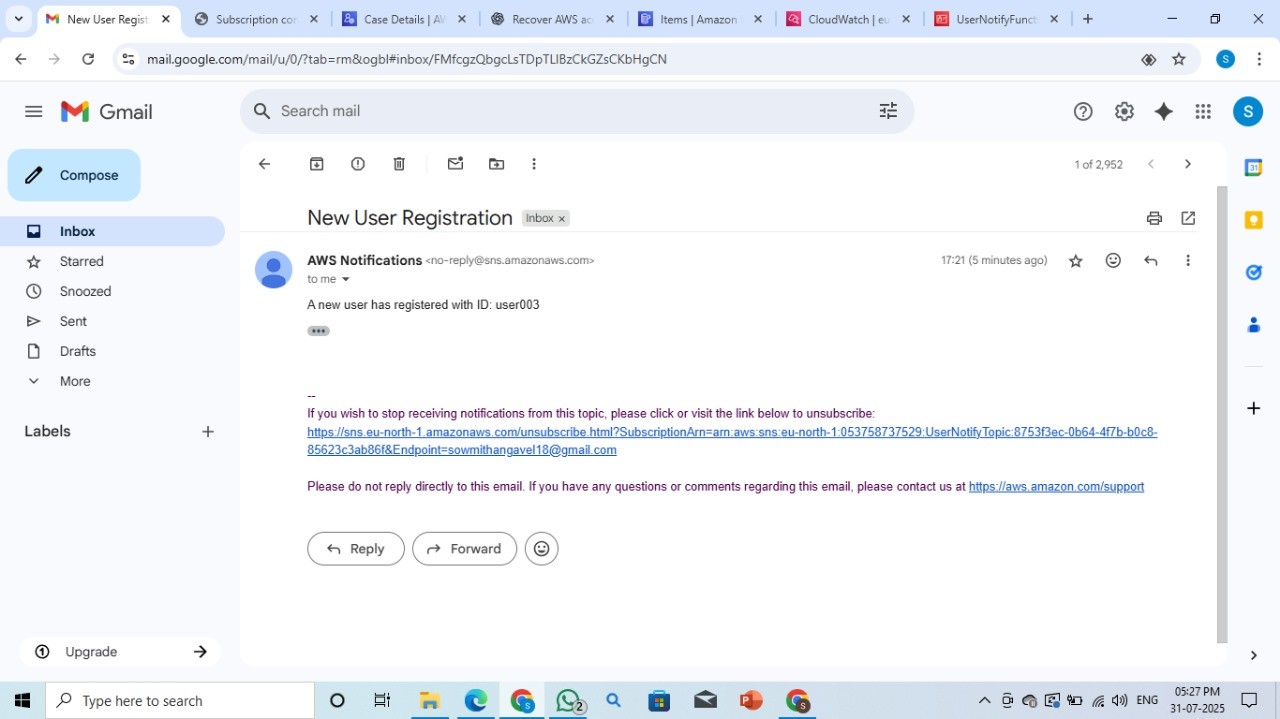 New User Regist
Subscription co
Case Details | AW
Recover AWS ac
Items | Amazon
CloudWatch | eu
UserNotifyFunct
mail.google.com/mail/u/0/?tab=rm&ogbl#inbox/FMfcgzQbgcLsTDpTLlBzCkGZsCKbHgCN
S
Gmail
Search mail
S
Compose
1 of 2,952
31
New User Registration
Inbox x
Inbox
AWS Notifications <no-reply@sns.amazonaws.com>
17:21 (5 minutes ago)
to me
Starred
Snoozed
Sent
Drafts
More
A new user has registered with ID: user003
--
If you wish to stop receiving notifications from this topic, please click or visit the link below to unsubscribe:
https://sns.eu-north-1.amazonaws.com/unsubscribe.html?SubscriptionArn=arn:aws:sns:eu-north-1:053758737529:UserNotifyTopic:8753f3ec-0b64-4f7b-b0c8-
85623c3ab86f&Endpoint=sowmithangavel18@gmail.com
Labels
Please do not reply directly to this email. If you have any questions or comments regarding this email, please contact us at https://aws.amazon.com/support
Reply
Forward
Upgrade
Type here to search
2
ENG
05:27 PM
31-07-2025